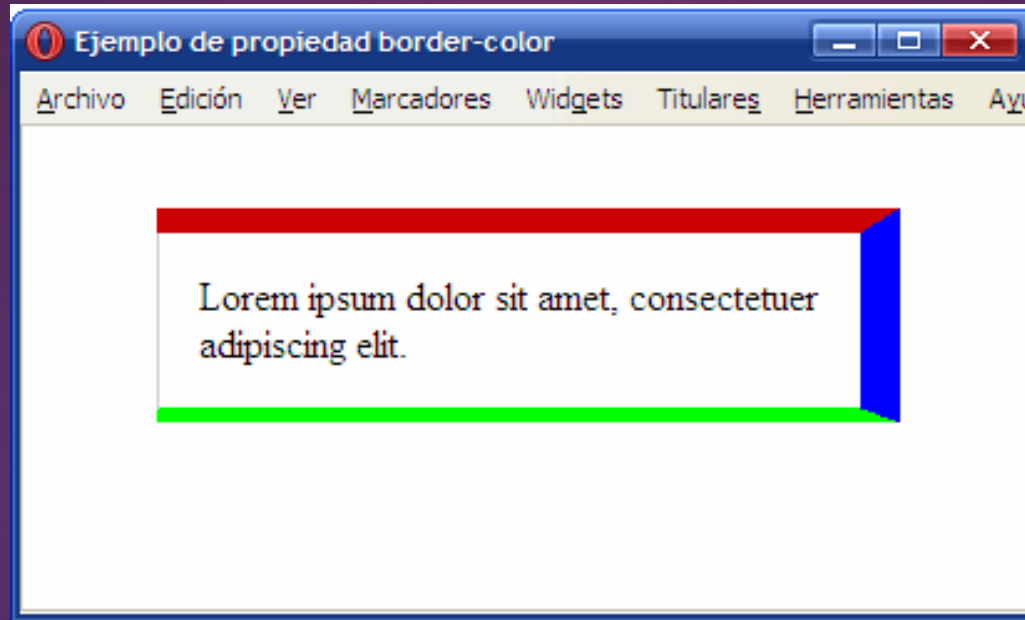 Ejemplo de propiedad border-color
Archivo Edición Ver Marcadores Widgets Titulares Herramientas Ayu
Lorem ipsum dolor sit amet, consectetuer
adipiscing elit.